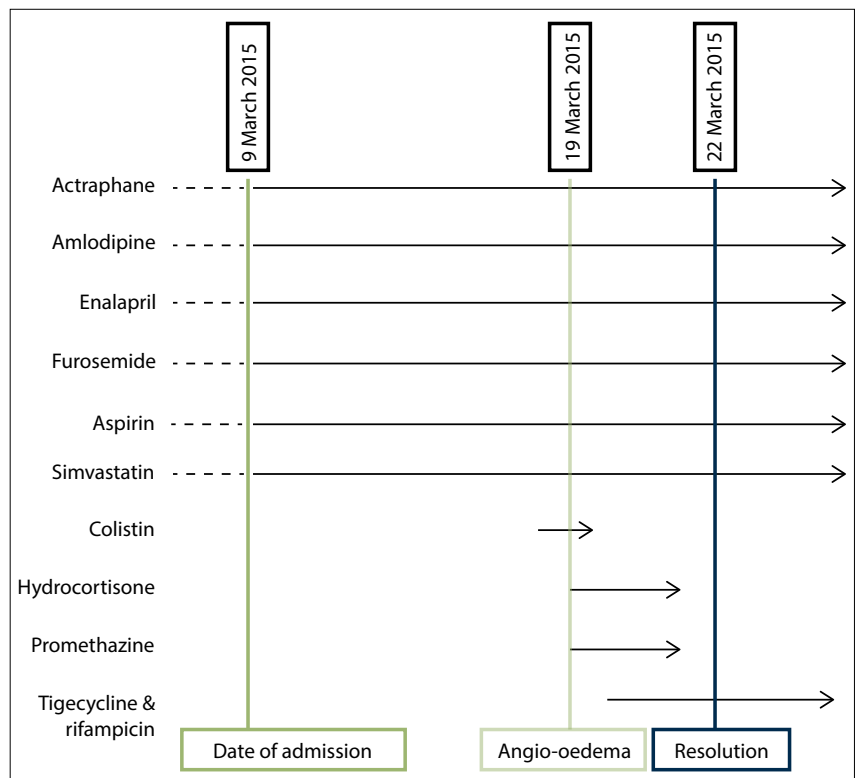 9 March 2015
19 March 2015
22 March 2015
Actraphane
Amlodipine
Enalapril
Furosemide
Aspirin
Simvastatin
Colistin
Hydrocortisone
Promethazine
Tigecycline &
rifampicin
Date of admission
Angio-oedema
Resolution